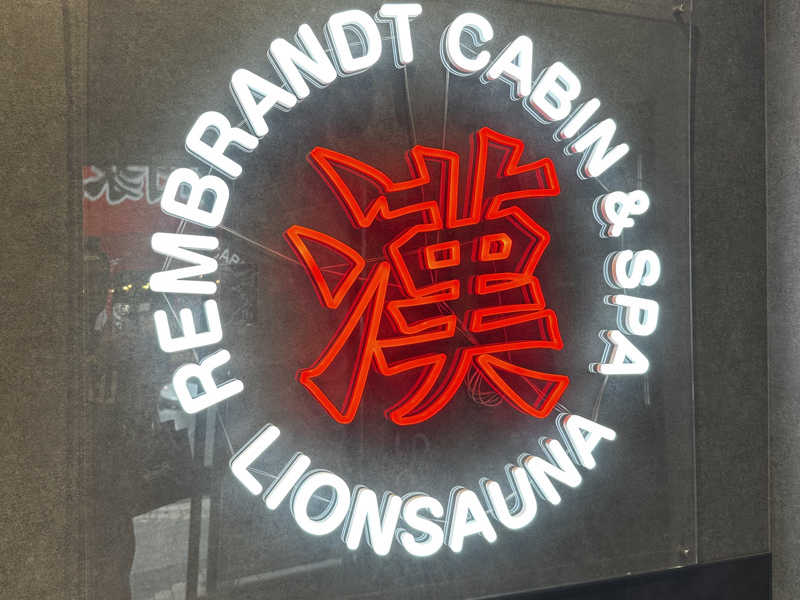 REMBRANDT CABIN & SPA
漢
LIONSAUNA